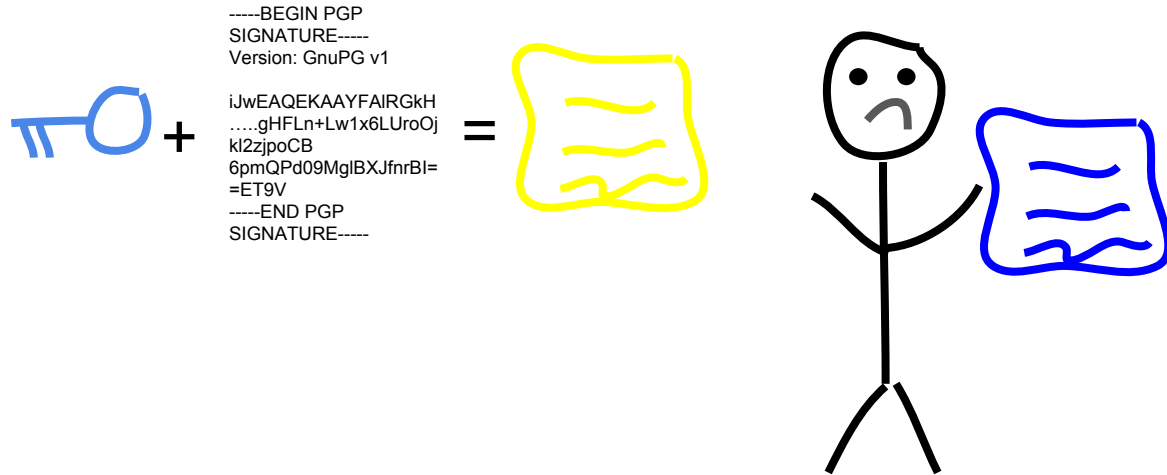 -----BEGIN PGP
SIGNATURE-----
Version: GnuPG v1
iJwEAQEKAAYFAlRGkH
…..gHFLn+Lw1x6LUroOj
kl2zjpoCB
6pmQPd09MglBXJfnrBI=
=ET9V
-----END PGP
SIGNATURE-----
+ =